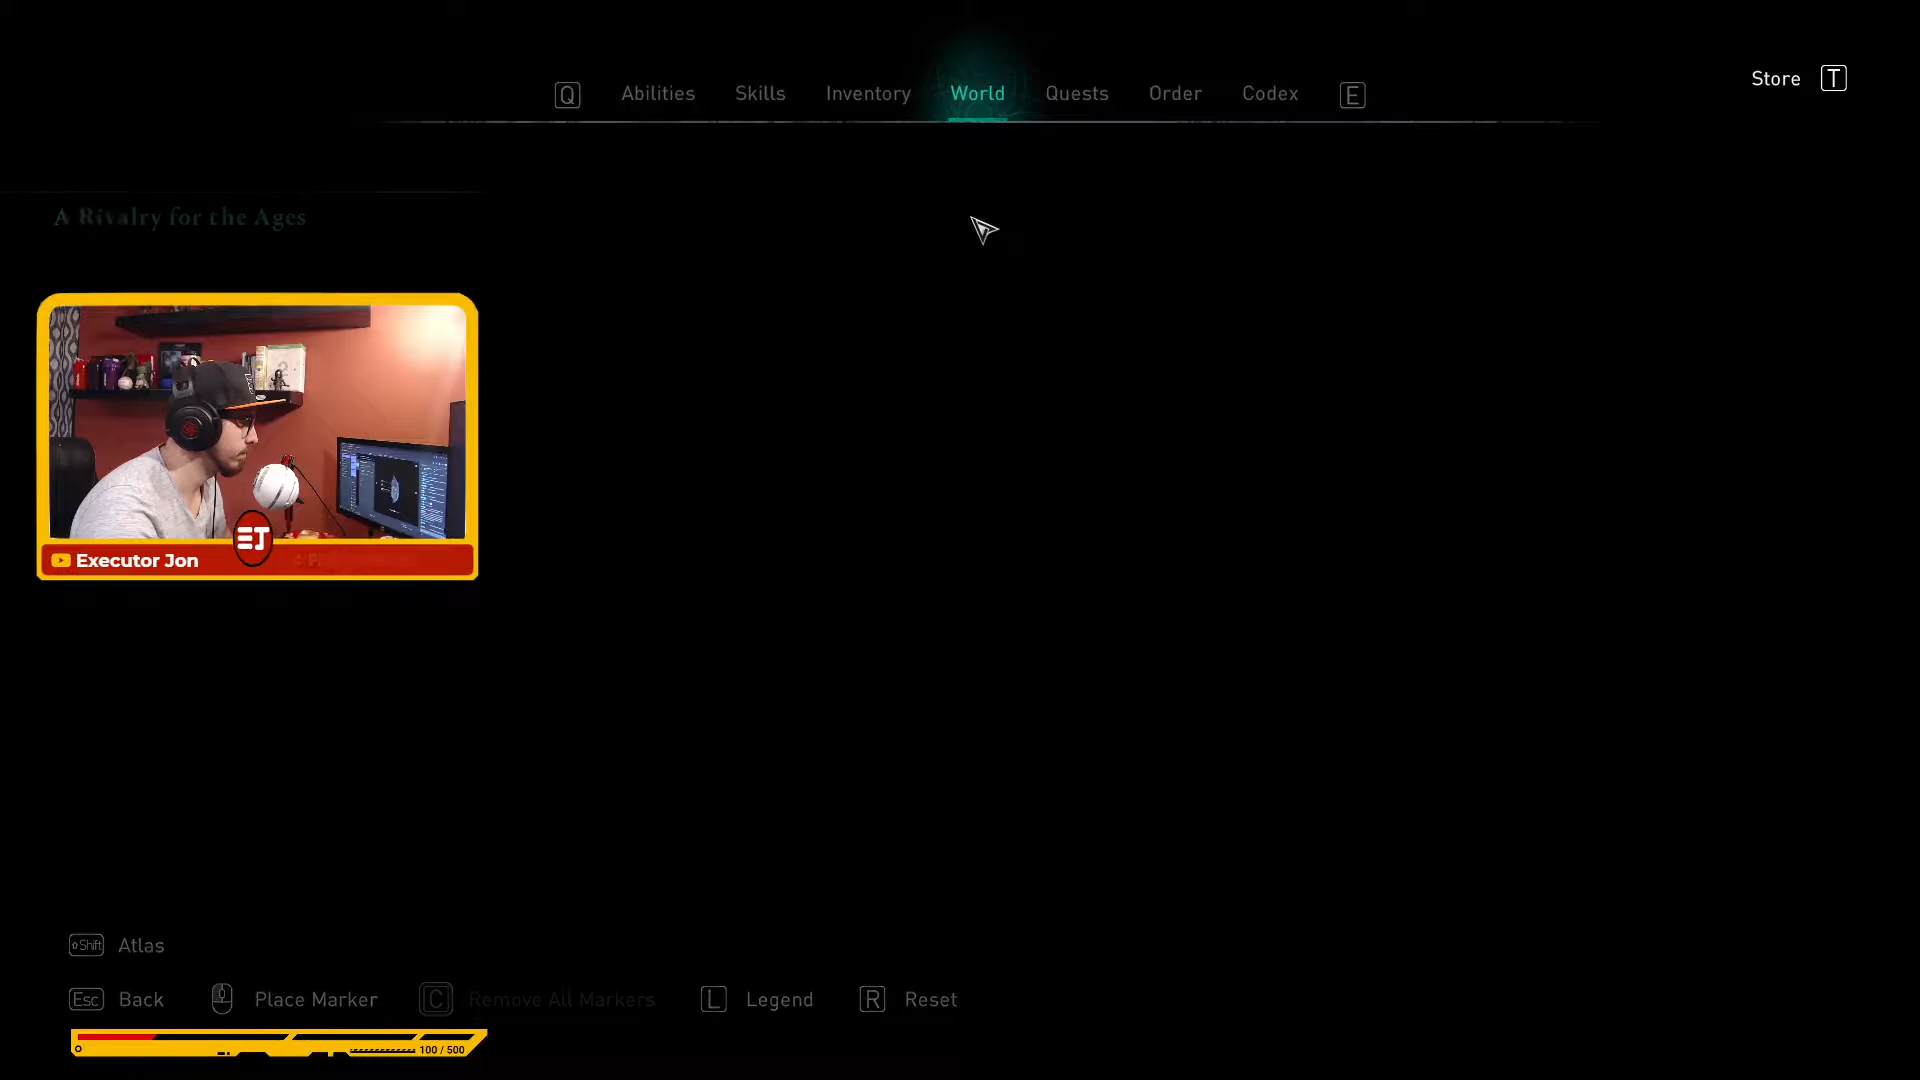 Store T
Q Abilities Skills Inventory World Quests Order Codex E
A Rivalry for the Ages
Executor Jon
EJ
Shift Atlas
Esc Back Place Marker C Remove All Markers L Legend R Reset
100 / 500